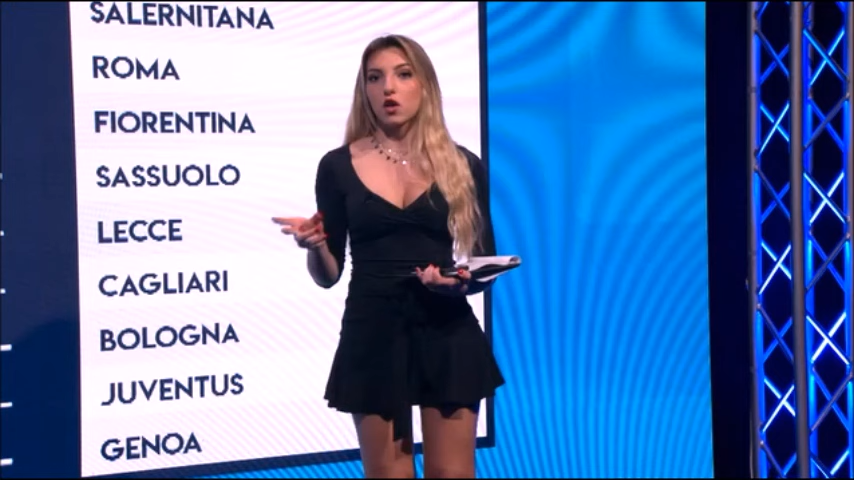 SALERNITANA
ROMA
FIORENTINA
SASSUOLO
LECCE
CAGLIARI
BOLOGNA
JUVENTUS
GENOA